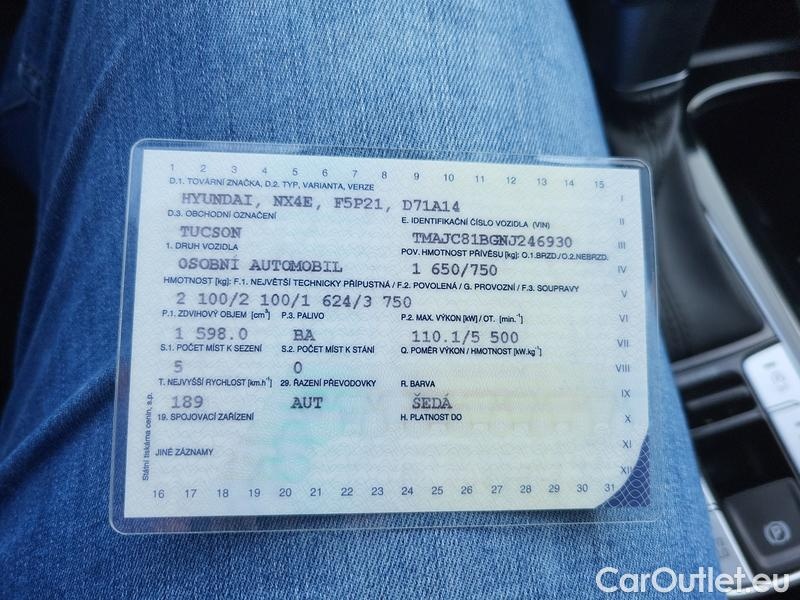 1 2 3 4 5 6 7 8 9 10 11 12 13 14 15
D.1. TOVÁRNÍ ZNAČKA, D.2. TYP, VARIANTA, VERZE
I
HYUNDAI, NX4E, F5P21, D71A14
D.3. OBCHODNÍ OZNAČENÍ E. IDENTIFIKAČNÍ ČÍSLO VOZIDLA (VIN)
II
TUCSON TMAJC81BGNJ246930
III
1. DRUH VOZIDLA POV. HMOTNOST PŘÍVĚSU [kg]: O.1.BRZD./O.2.NEBRZD.
OSOBNÍ AUTOMOBIL 1 650/750
IV
HMOTNOST [kg]: F.1. NEJVĚTŠÍ TECHNICKY PŘÍPUSTNÁ / F.2. POVOLENÁ / G. PROVOZNÍ / F.3. SOUPRAVY
V
2 100/2 100/1 624/3 750
P.1. ZDVIHOVÝ OBJEM [cm³] P.3. PALIVO P.2. MAX. VÝKON [kW] / OT. [min.⁻¹]
VI
1 598.0 BA 110.1/5 500
VII
S.1. POČET MÍST K SEZENÍ S.2. POČET MÍST K STÁNÍ Q. POMĚR VÝKON / HMOTNOST [kW.kg⁻¹]
5 0
VIII
T. NEJVYŠŠÍ RYCHLOST [km.h⁻¹] 29. ŘAZENÍ PŘEVODOVKY R. BARVA
IX
189 AUT ŠEDÁ
19. SPOJOVACÍ ZAŘÍZENÍ H. PLATNOST DO
X
XI
JINÉ ZÁZNAMY
XII
16 17 18 19 20 21 22 23 24 25 26 27 28 29 30 31
Státní tiskárna cenin, s.p.
CarOutlet.eu